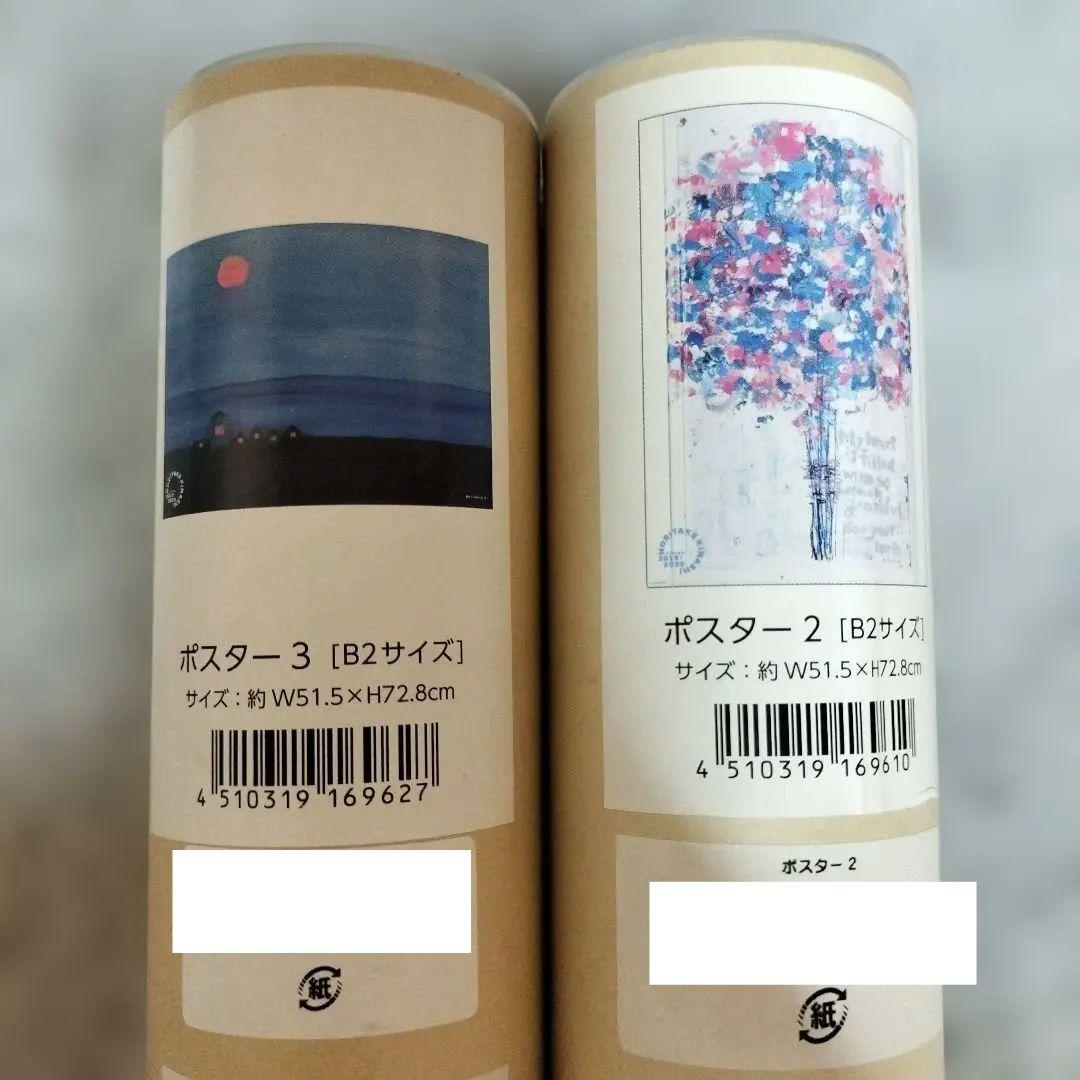 ポスター 3 [B2サイズ]
サイズ：約 W51.5×H72.8cm
4 510319 169627
紙
NORITAKE KINASHI
ポスター 2 [B2サイズ]
サイズ：約 W51.5×H72.8cm
4 510319 169610
ポスター 2
紙